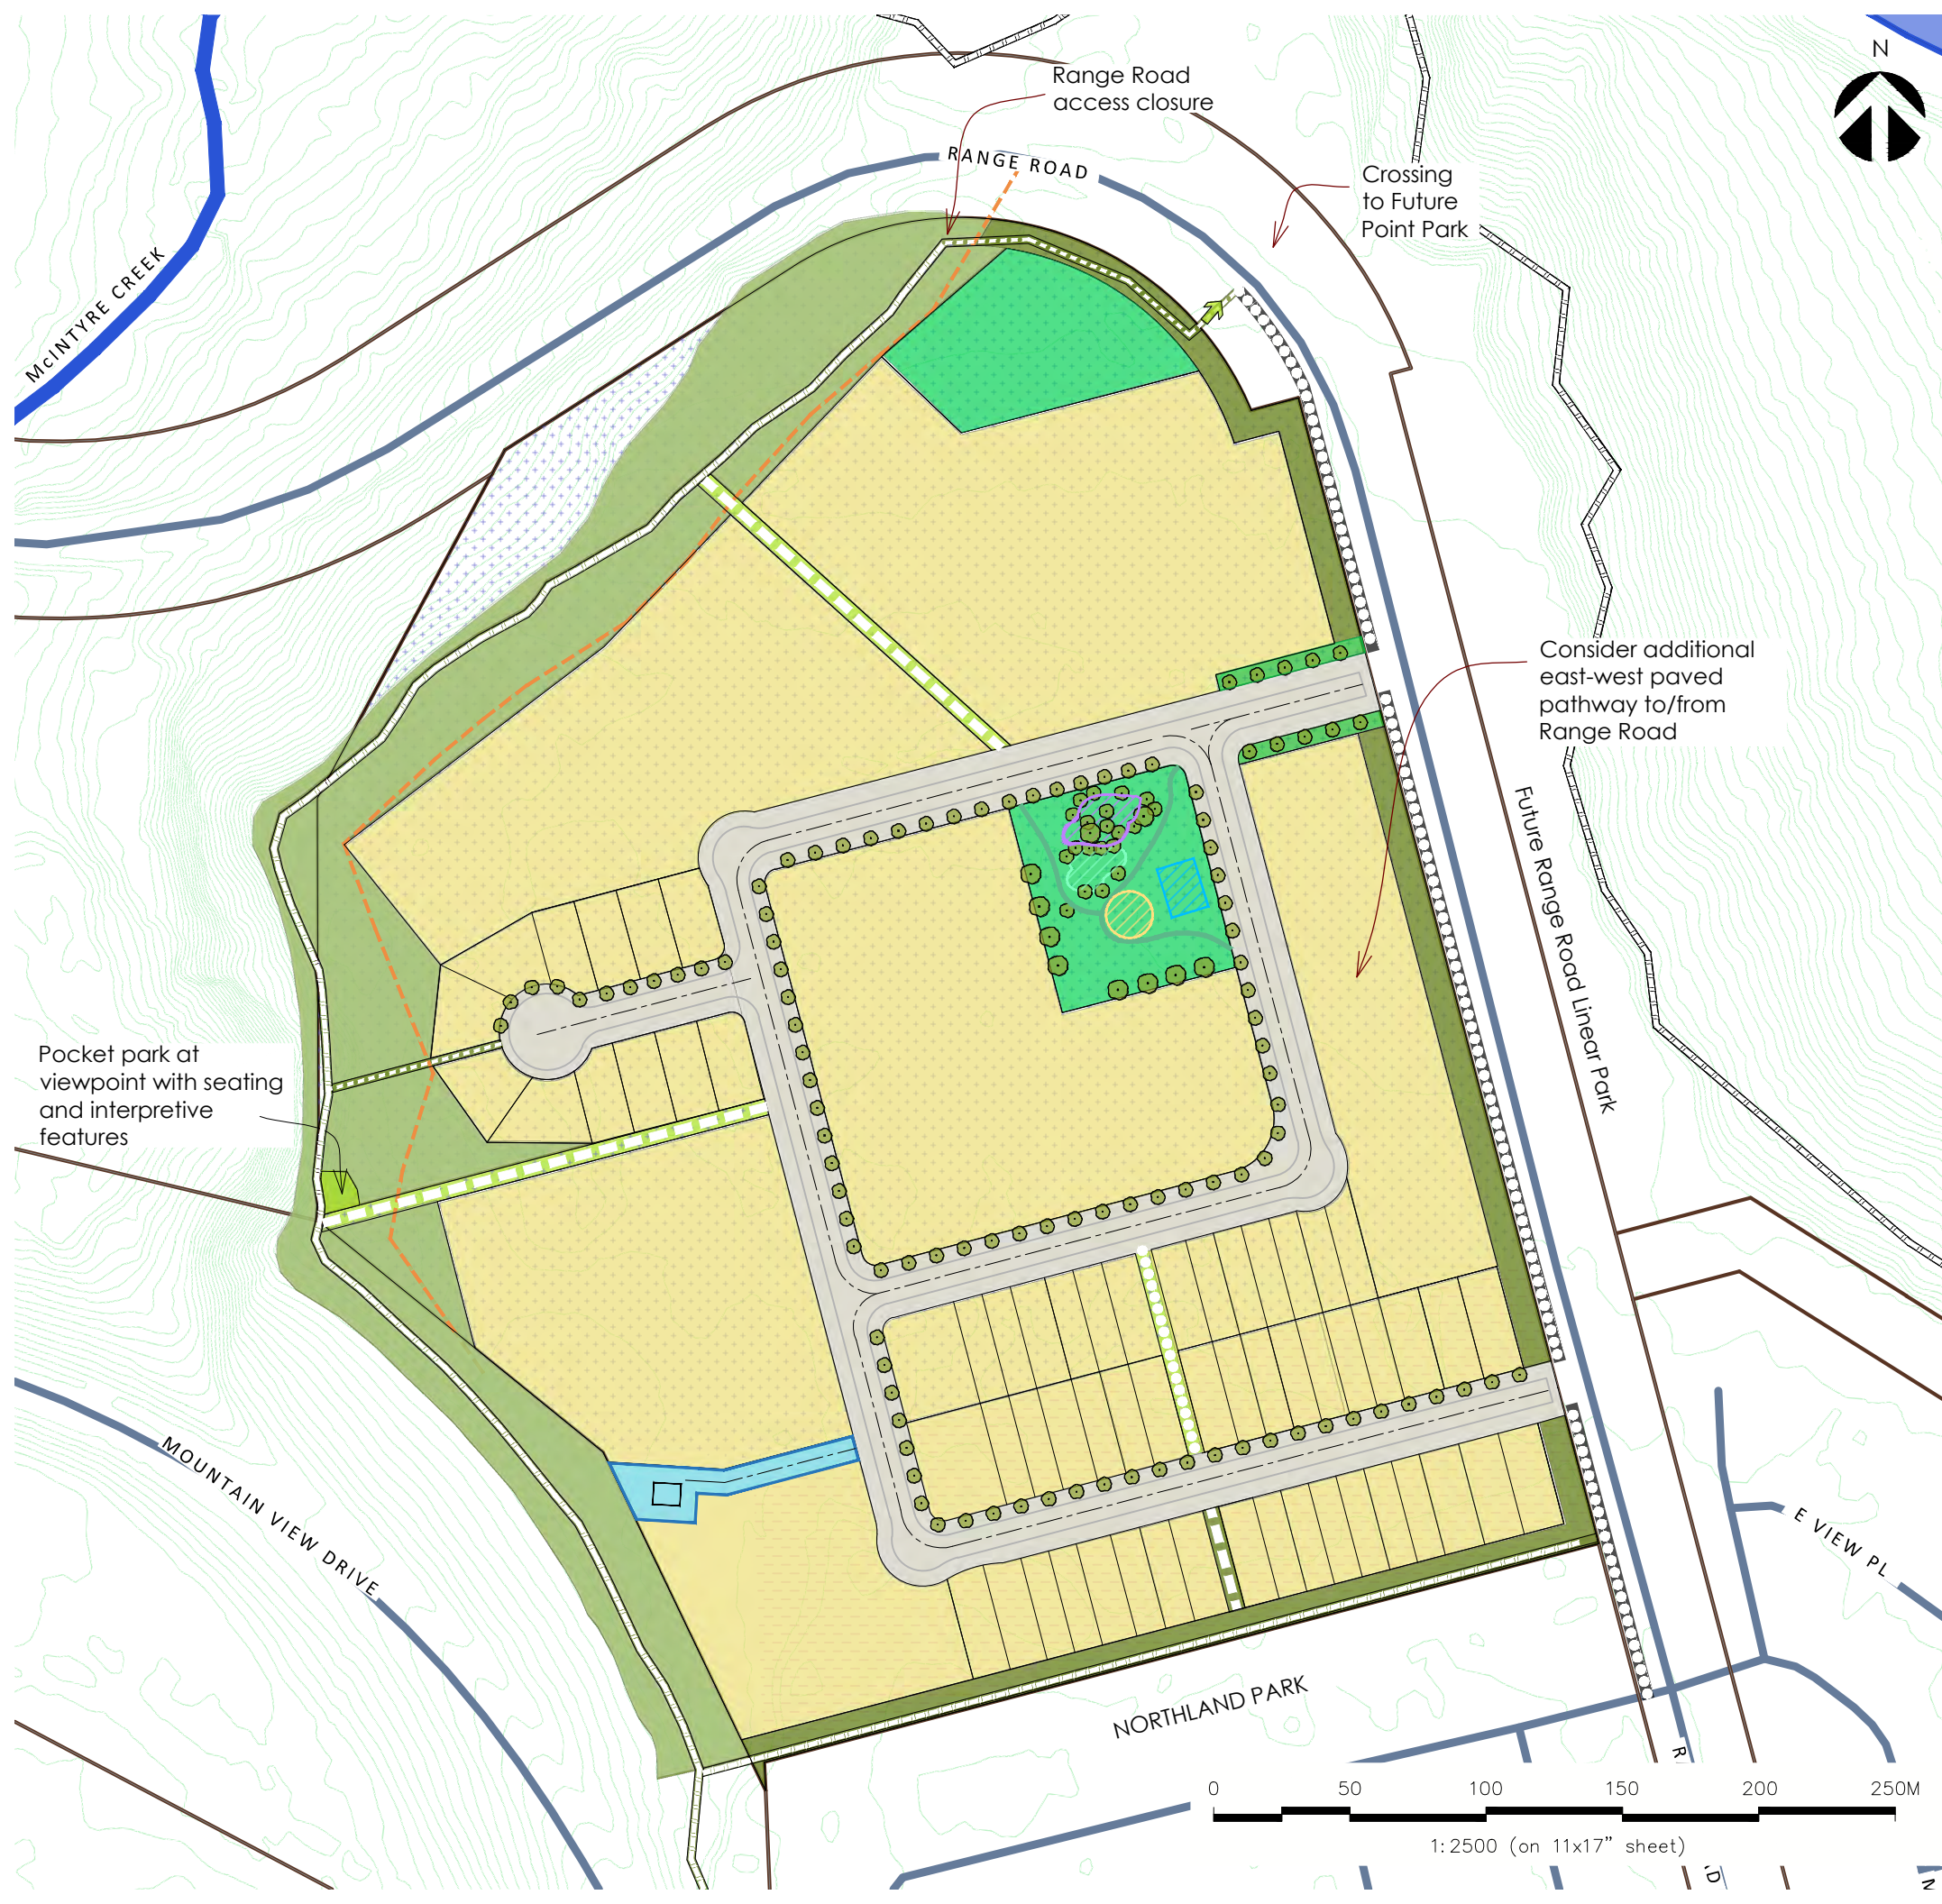 N
Range Road
access closure
RANGE ROAD
Crossing
to Future
Point Park
McINTYRE CREEK
Consider additional
east-west paved
pathway to/from
Range Road
Future Range Road Linear Park
Pocket park at
viewpoint with seating
and interpretive
features
MOUNTAIN VIEW DRIVE
E VIEW PL
NORTHLAND PARK
R
0 50 100 150 200 250M
1:2500 (on 11x17” sheet)